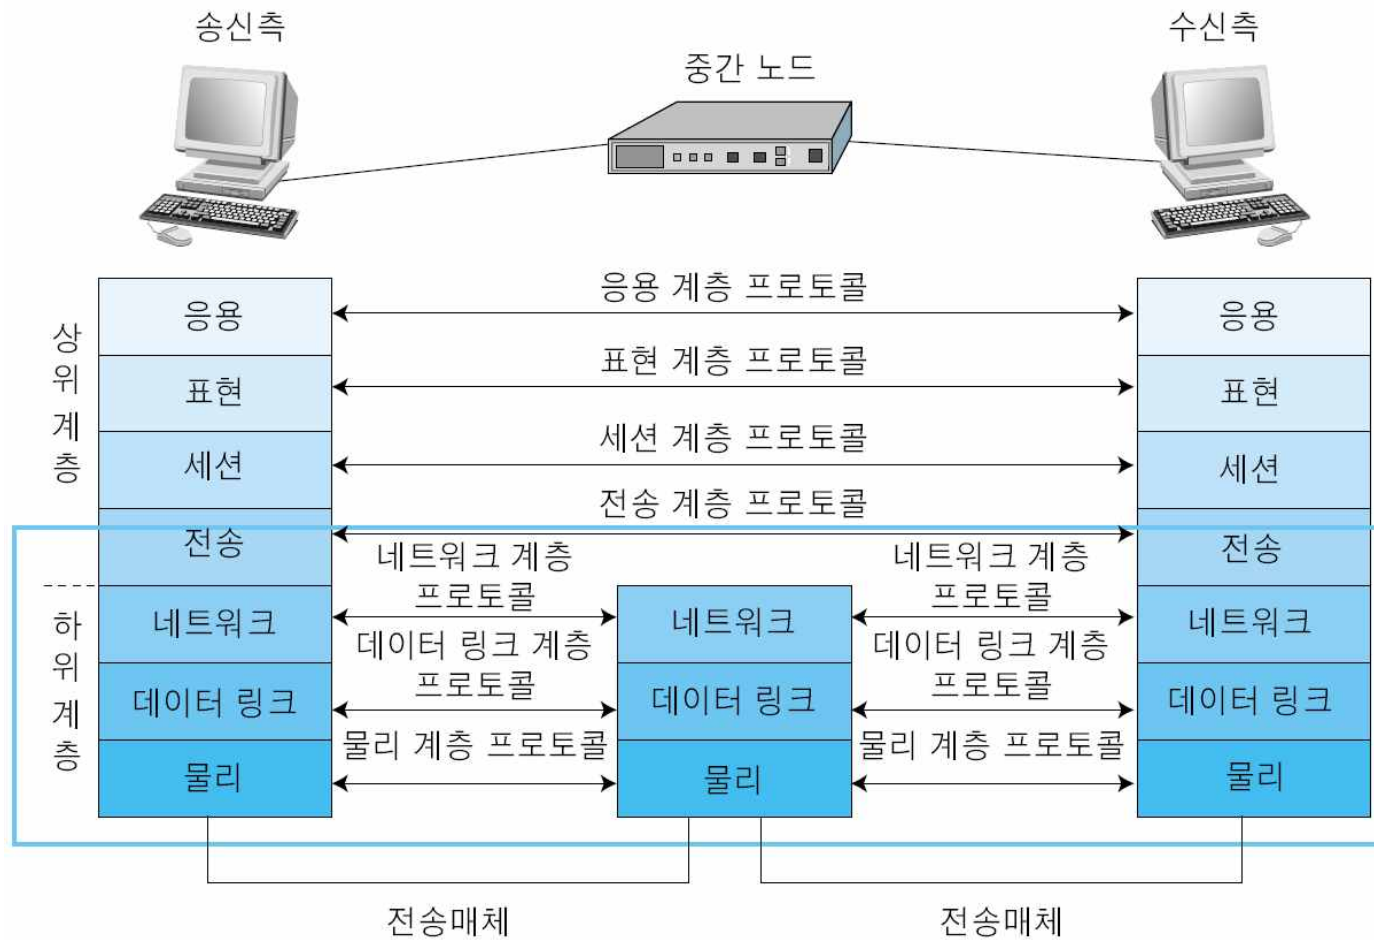 송신측
수신측
중간 노드
상위계층
응용
응용 계층 프로토콜
응용
표현
표현 계층 프로토콜
표현
세션
세션 계층 프로토콜
세션
전송
전송 계층 프로토콜
전송
하위계층
네트워크 계층
프로토콜
네트워크 계층
프로토콜
네트워크
네트워크
네트워크
데이터 링크 계층
프로토콜
데이터 링크 계층
프로토콜
데이터 링크
데이터 링크
데이터 링크
물리 계층 프로토콜
물리 계층 프로토콜
물리
물리
물리
전송매체
전송매체